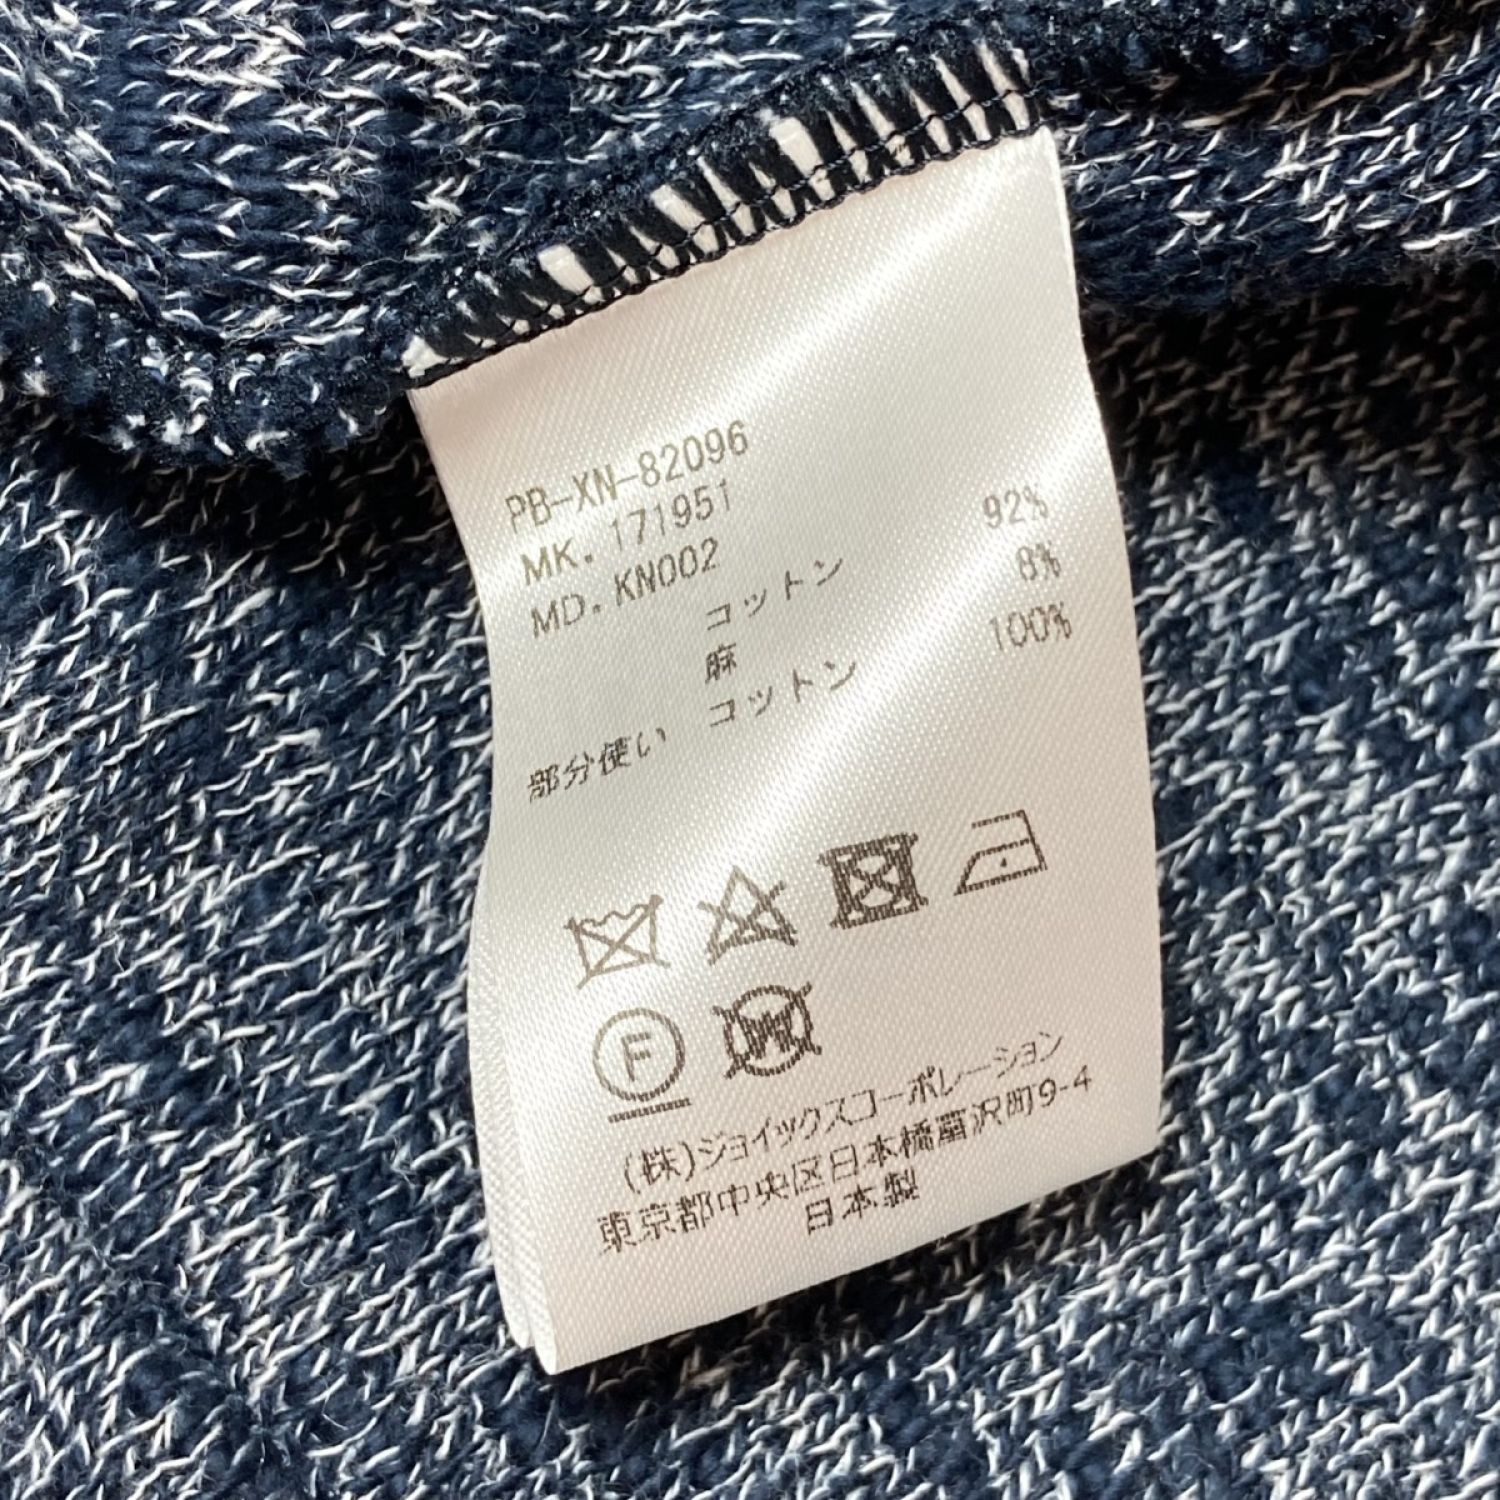 PB-XN-82096
MK. 171951
MD. KN002
コットン 92%
麻 8%
部分使い コットン 100%
F
W
(株)ジョイックスコーポレーション
東京都中央区日本橋富沢町9-4
日本製